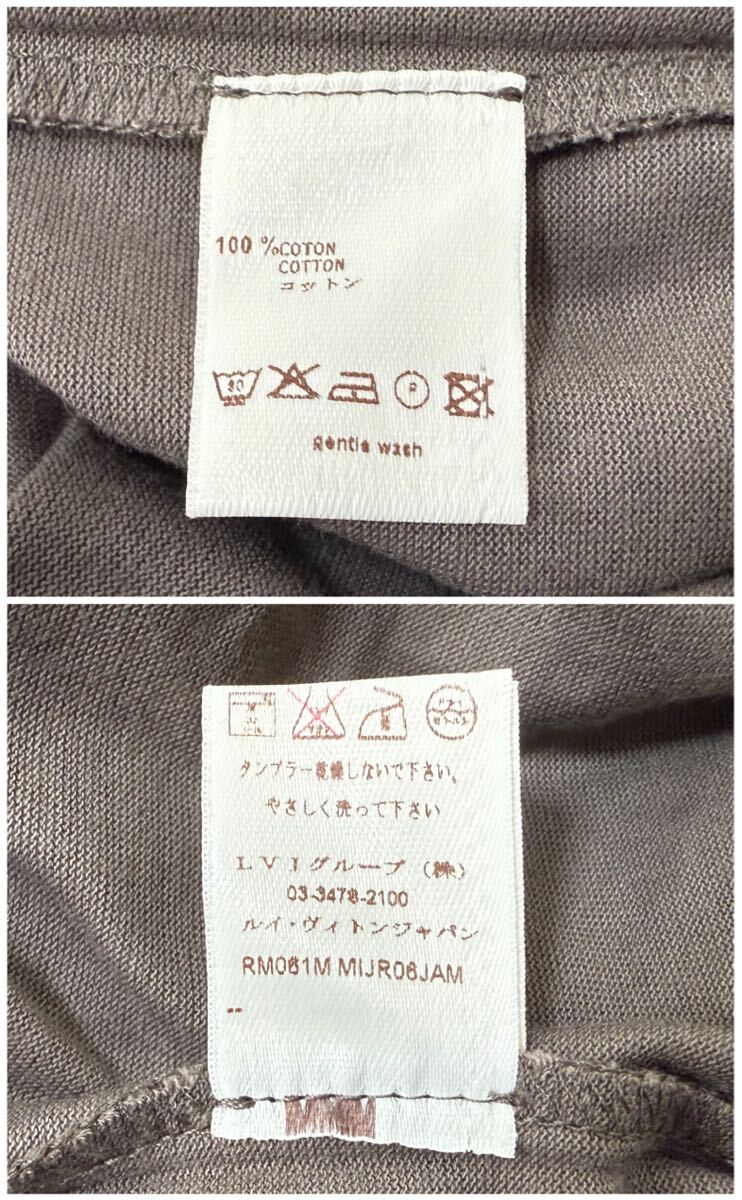 100 % COTON
COTTON
コットン
30
P
gentle wash
タンブラー乾燥しないで下さい。
やさしく洗って下さい
LVJグループ (株)
03-3478-2100
ルイ・ヴィトンジャパン
RM061M MIJR06JAM
--